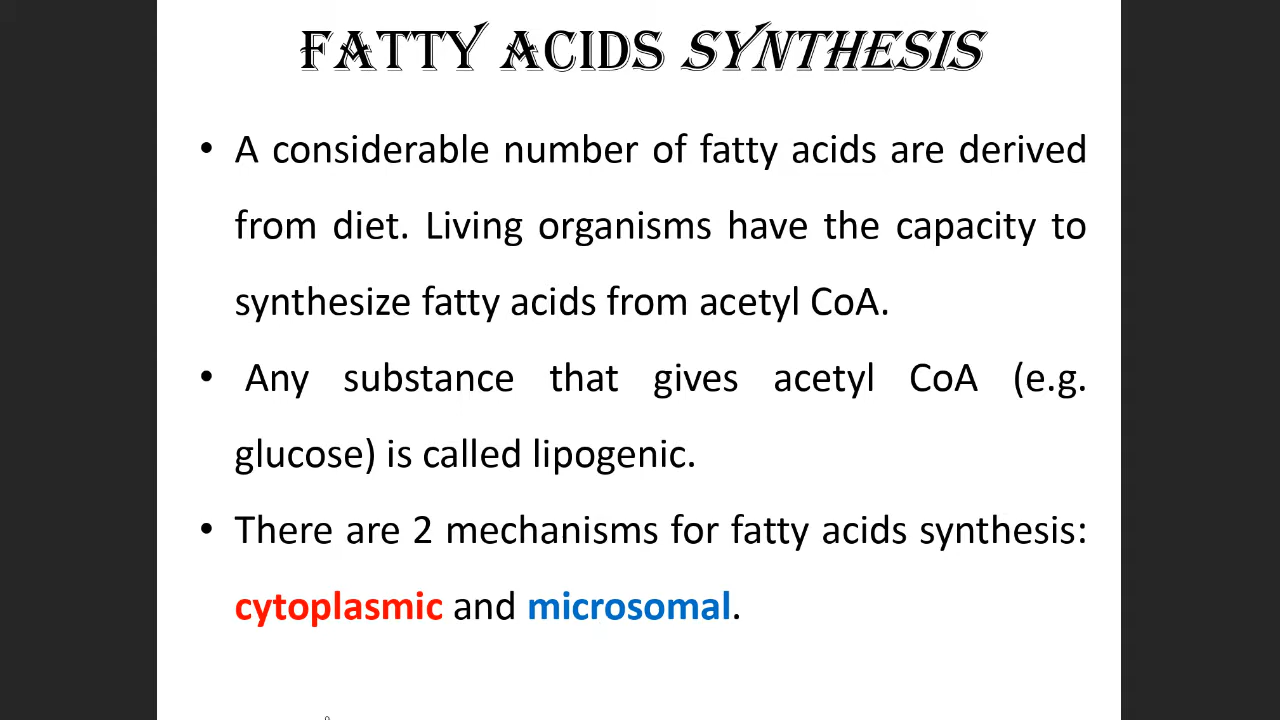 FATTY ACIDS SYNTHESIS
• A considerable number of fatty acids are derived
from diet. Living organisms have the capacity to
synthesize fatty acids from acetyl CoA.
• Any substance that gives acetyl CoA (e.g.
glucose) is called lipogenic.
• There are 2 mechanisms for fatty acids synthesis:
cytoplasmic and microsomal.